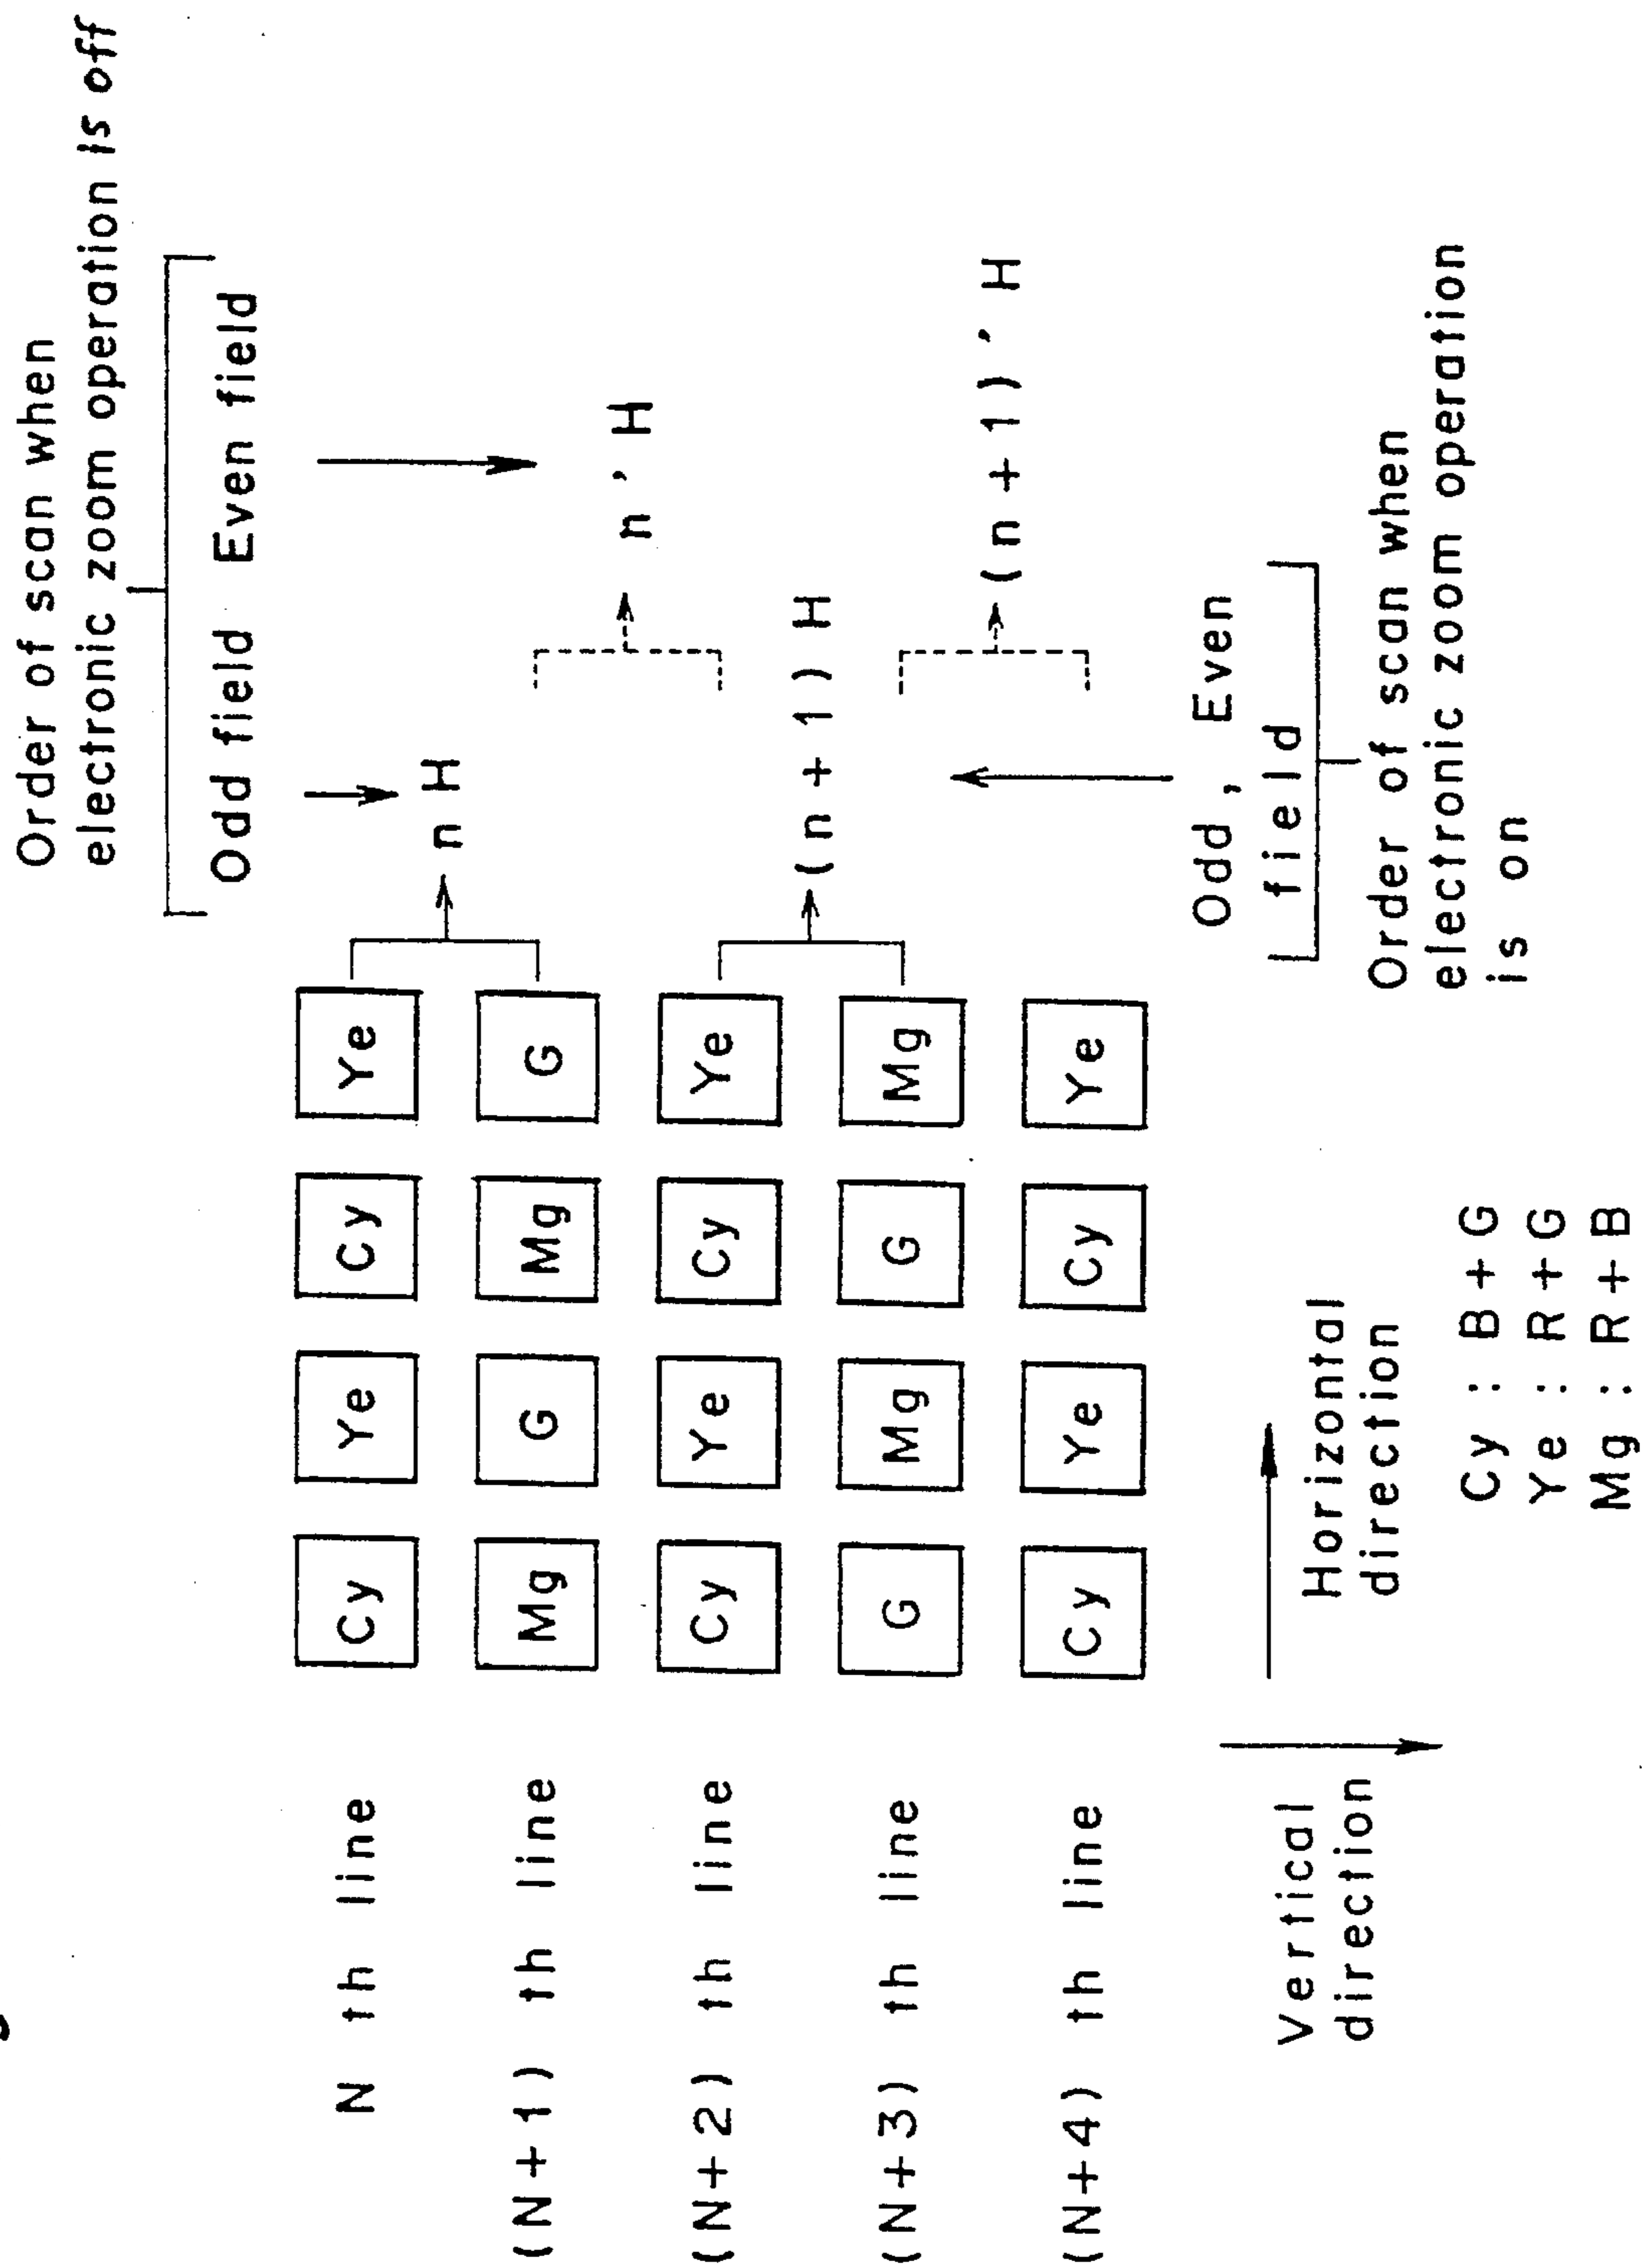 Order of scan when
electronic zoom operation is off
Odd field Even field
N th line Cy Ye Cy Ye
n H
(N+1) th line Mg G Mg G
n ' H
(N+2) th line Cy Ye Cy Ye
(n+1) H
(N+3) th line G Mg G Mg
(n+1) ' H
(N+4) th line Cy Ye Cy Ye
Vertical
direction
Horizontal
direction
Odd, Even
field
Order of scan when
electronic zoom operation
is on
Cy : B+G
Ye : R+G
Mg : R+B